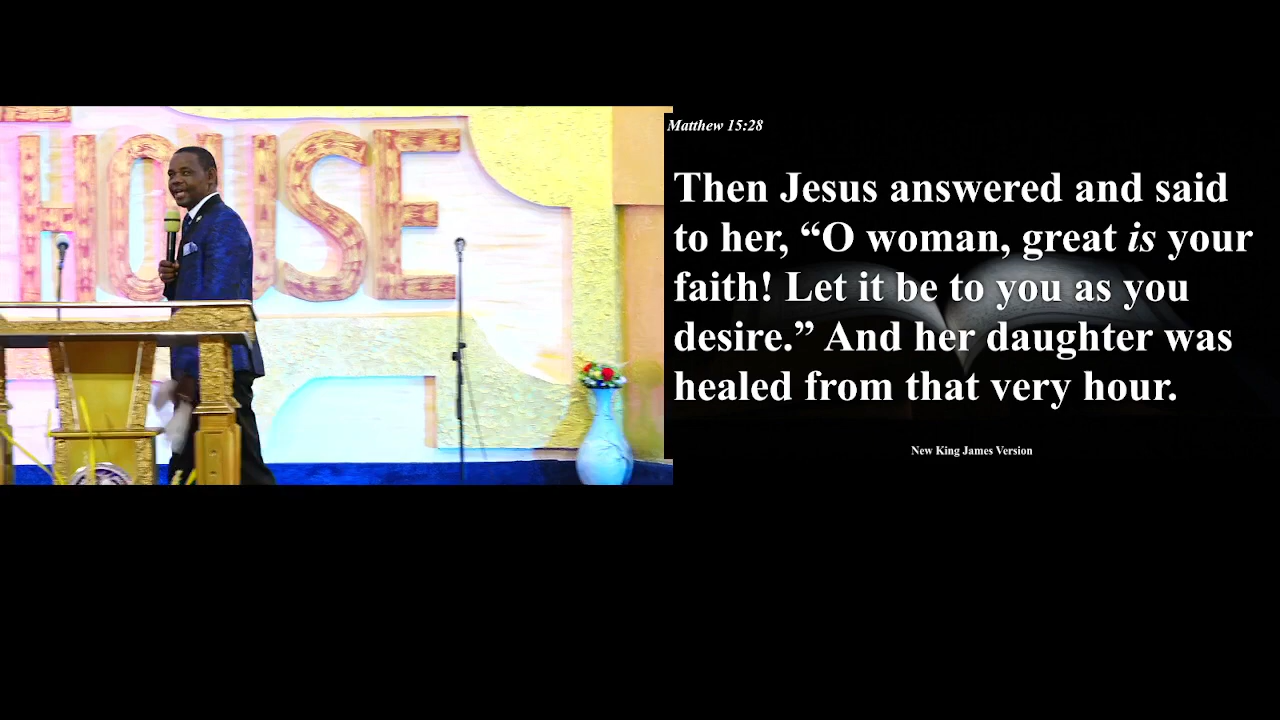 HOUSE
Matthew 15:28
Then Jesus answered and said
to her, “O woman, great is your
faith! Let it be to you as you
desire.” And her daughter was
healed from that very hour.
New King James Version